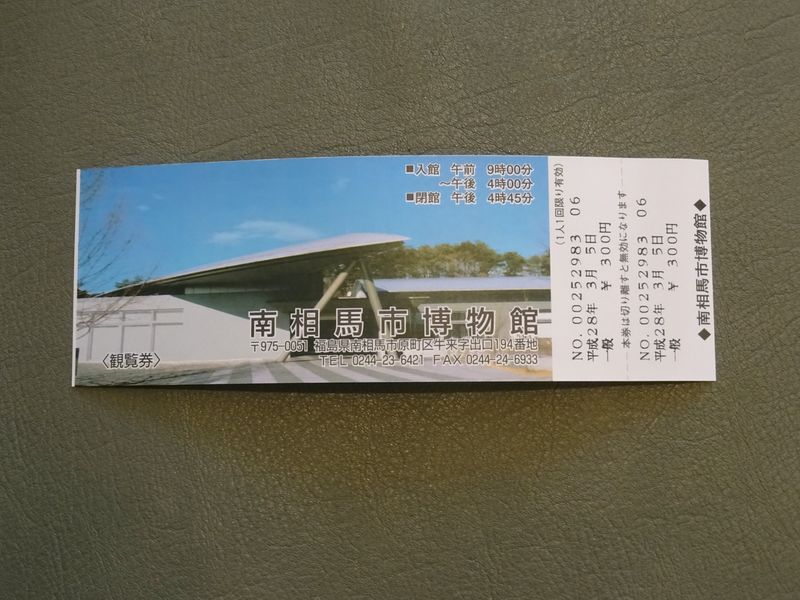 ■入館 午前 9時00分
～午後 4時00分
■閉館 午後 4時45分
南相馬市博物館
〒975-0051 福島県南相馬市原町区牛来字出口194番地
TEL 0244-23-6421 FAX 0244-24-6933
〈観覧券〉
(1人1回限り有効)
NO. 00252983 06
平成28年 3月 5日
一般 ￥ 300円
本券は切り離すと無効になります
NO. 00252983 06
平成28年 3月 5日
一般 ￥ 300円
◆南相馬市博物館◆